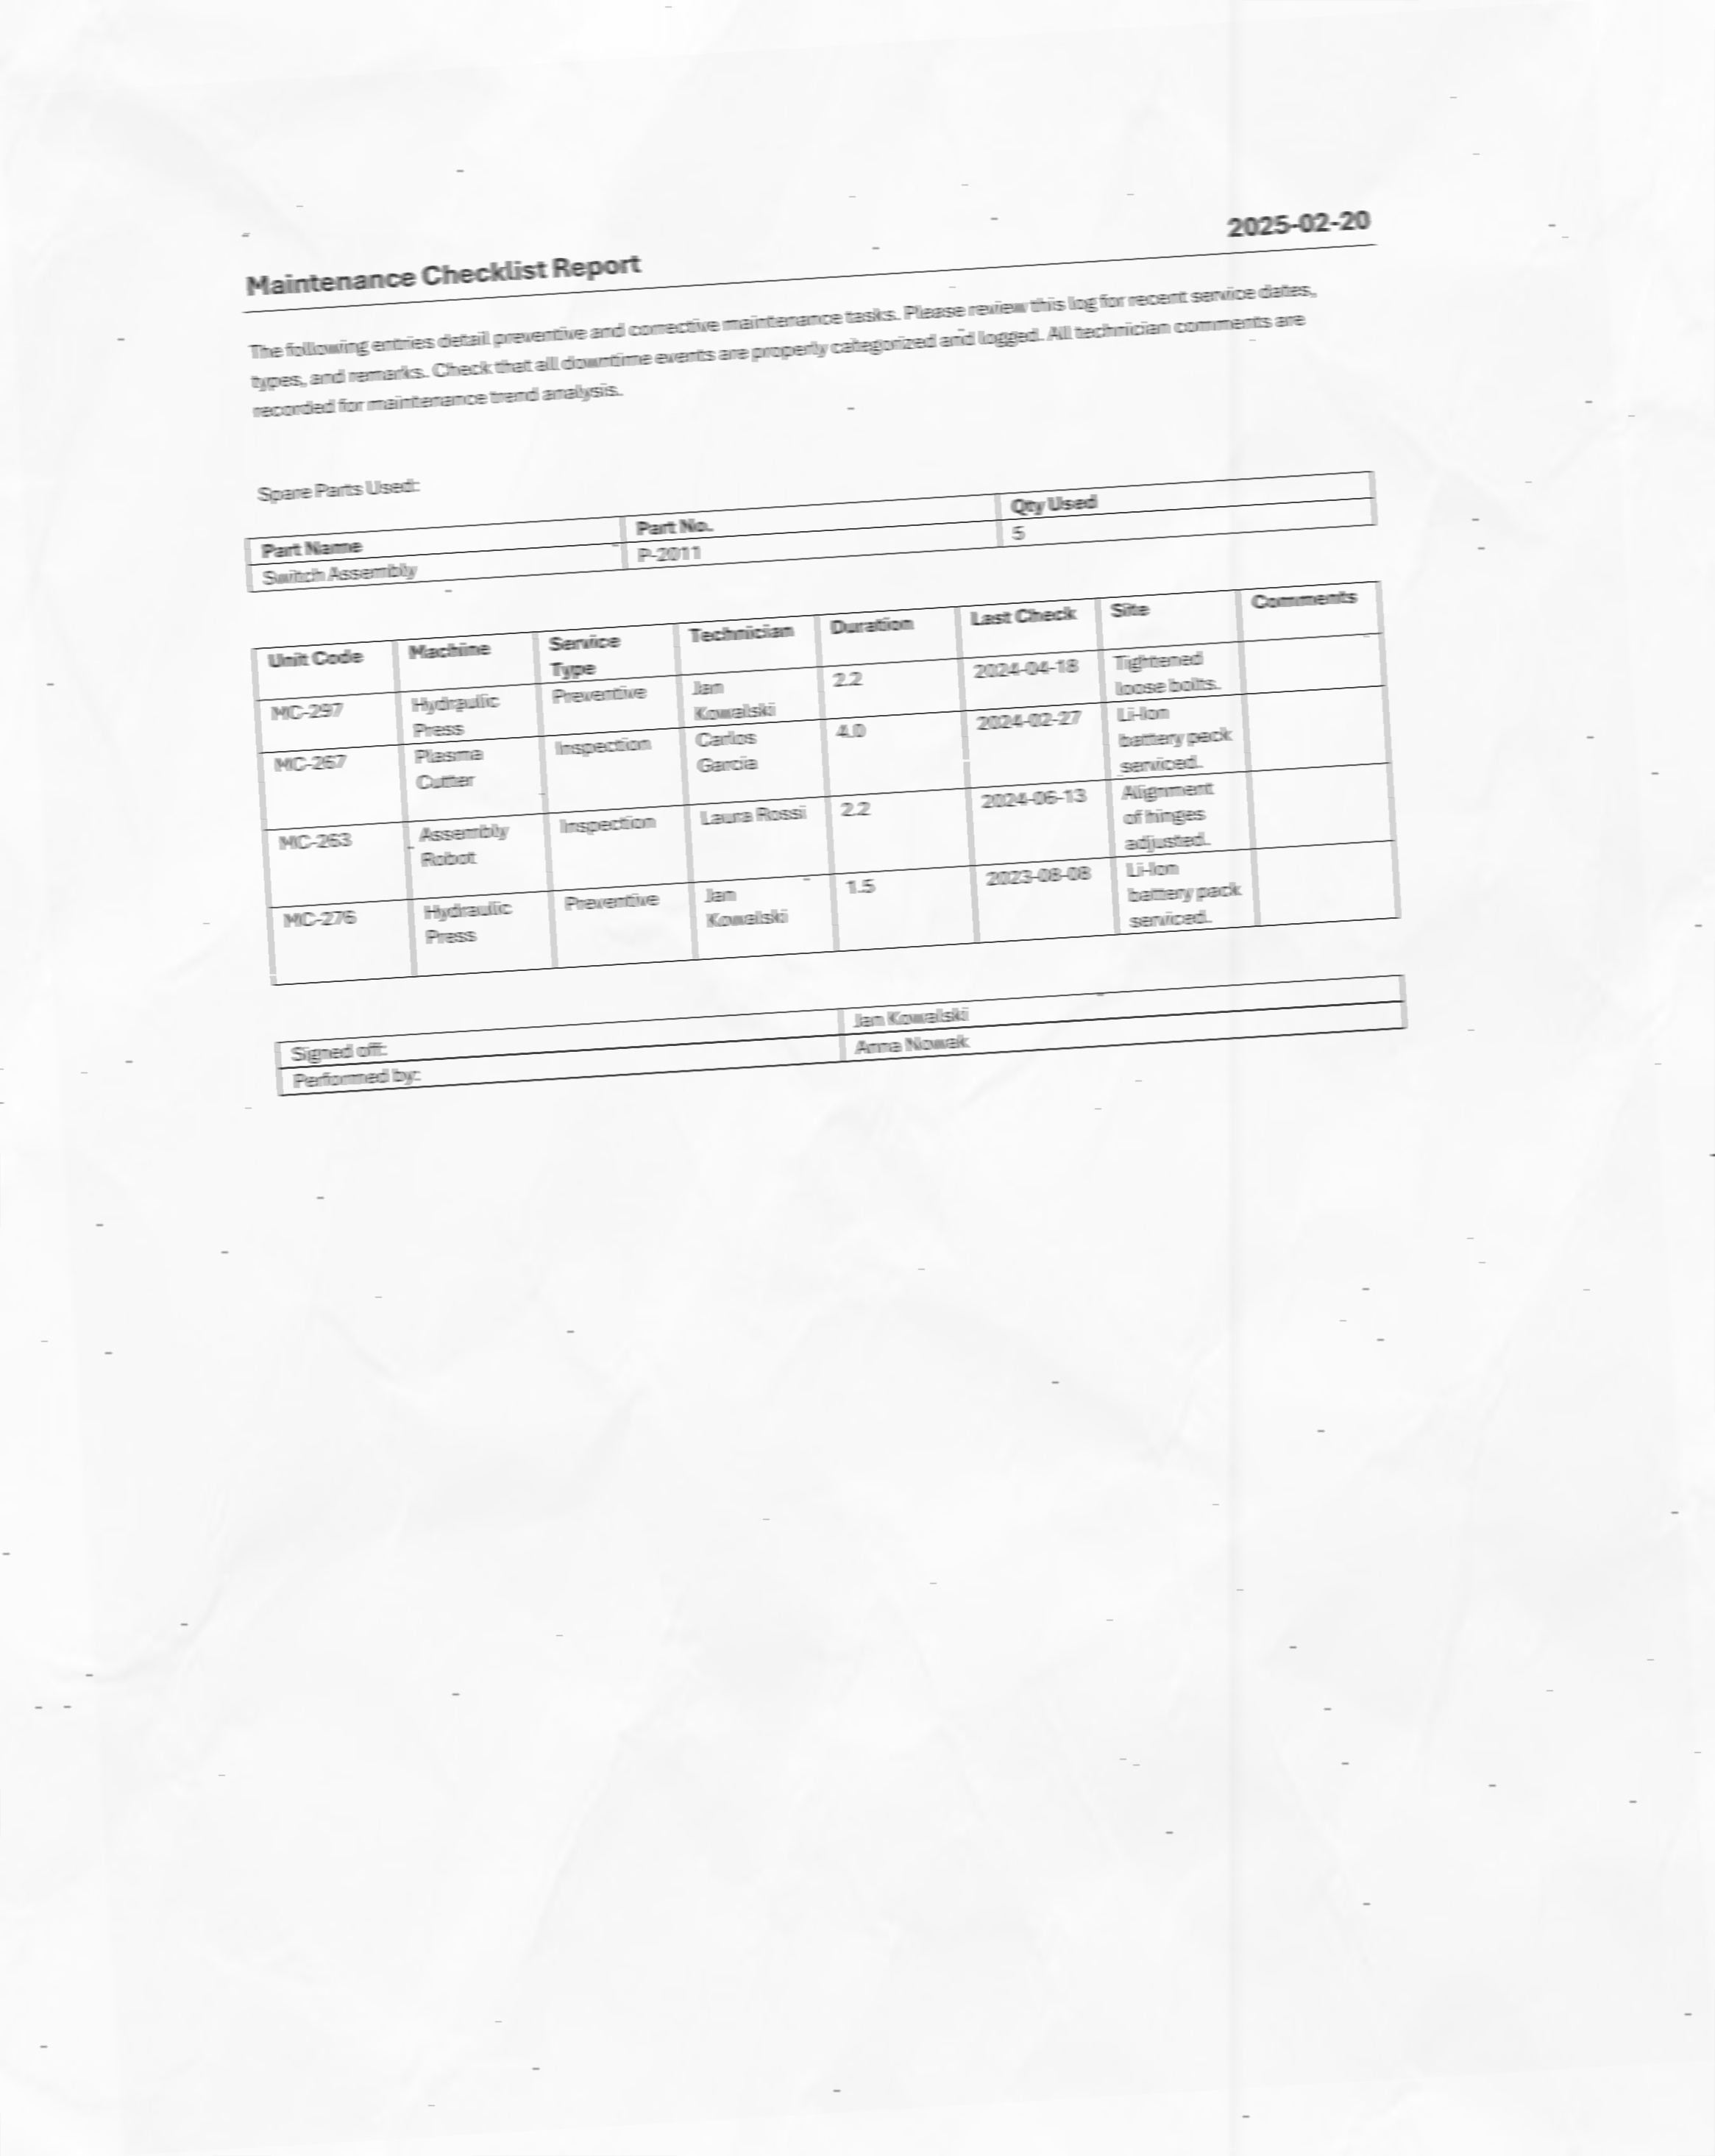 2025-02-20
Maintenance Checklist Report
The following entries detail preventive and corrective maintenance tasks. Please review this log for recent service dates,
types, and remarks. Check that all downtime events are properly categorized and logged. All technician comments are
recorded for maintenance trend analysis.
Spare Parts Used:
Part Name Part No. Qty Used
Switch Assembly P-2011 5
Unit Code Machine Service Type Technician Duration Last Check Site Comments
MC-297 Hydraulic Press Preventive Jan Kowalski 2.2 2024-04-18 Tightened loose bolts.
MC-267 Plasma Cutter Inspection Carlos Garcia 4.0 2024-02-27 Li-Ion battery pack serviced.
MC-263 Assembly Robot Inspection Laura Rossi 2.2 2024-06-13 Alignment of hinges adjusted.
MC-276 Hydraulic Press Preventive Jan Kowalski 1.5 2023-08-08 Li-Ion battery pack serviced.
Signed off: Jan Kowalski
Performed by: Anna Nowak